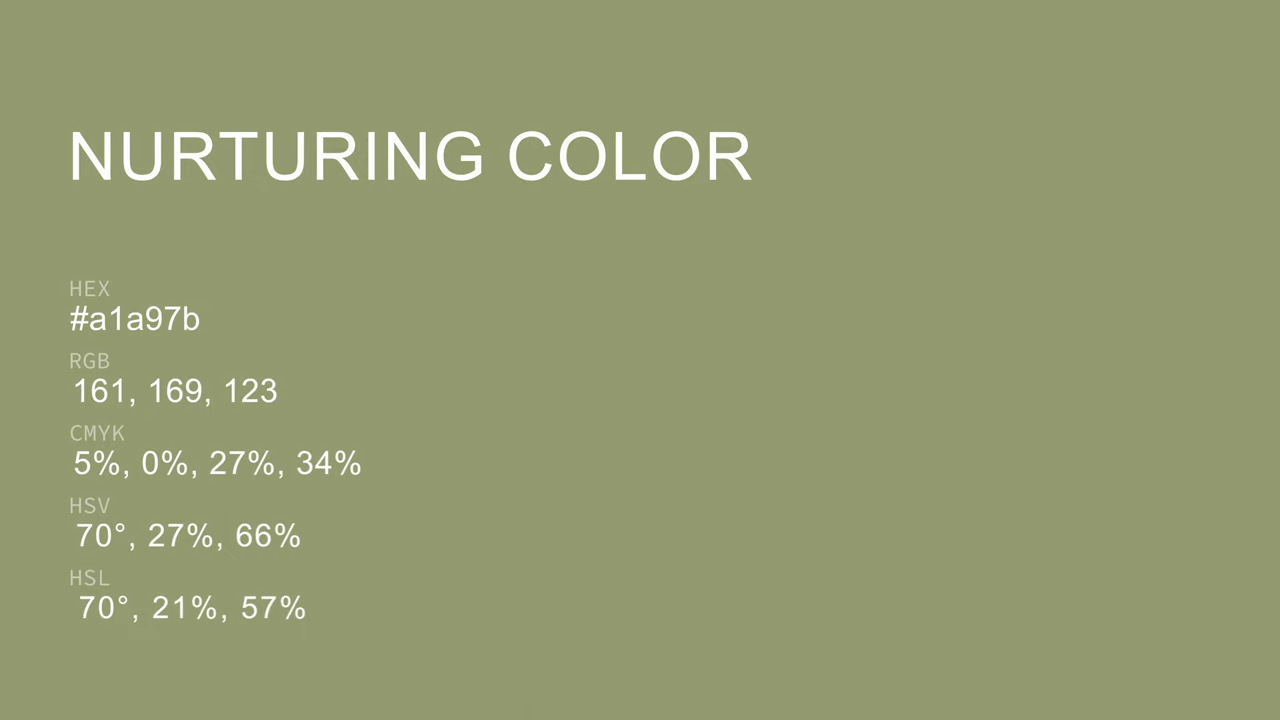 NURTURING COLOR
HEX
#a1a97b
RGB
161, 169, 123
CMYK
5%, 0%, 27%, 34%
HSV
70°, 27%, 66%
HSL
70°, 21%, 57%